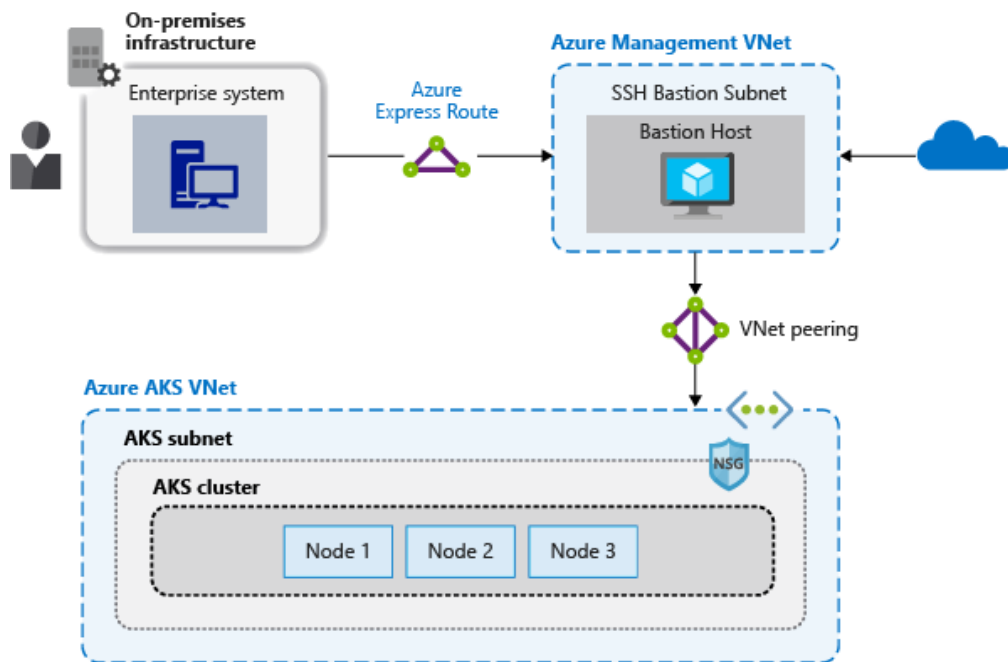 On-premises
infrastructure
Enterprise system
Azure
Express Route
Azure Management VNet
SSH Bastion Subnet
Bastion Host
VNet peering
Azure AKS VNet
AKS subnet
NSG
AKS cluster
Node 1
Node 2
Node 3